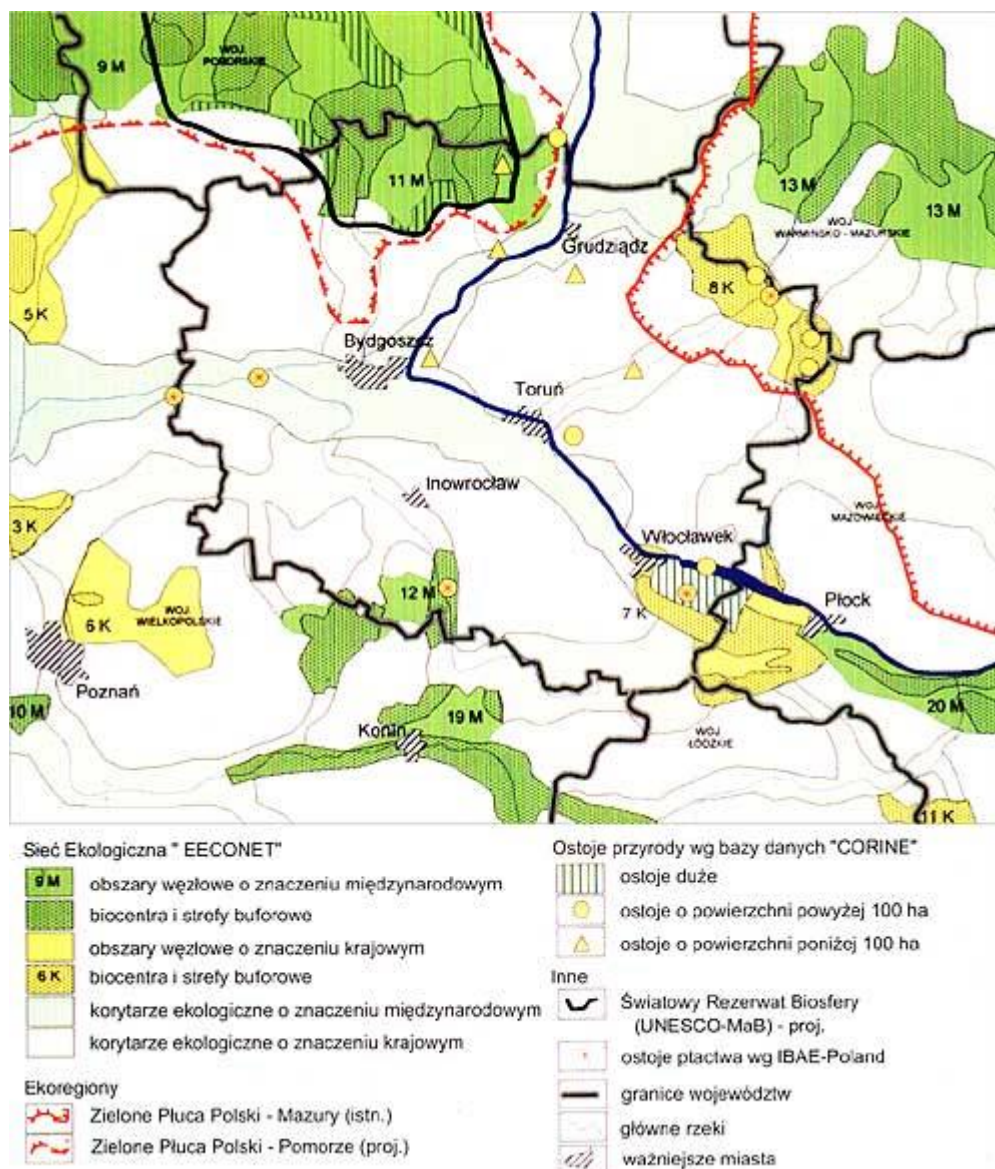 9 M
WOJ.
POMORSKIE
11 M
13 M
WOJ.
WARMIŃSKO - MAZURSKIE
13 M
Grudziądz
8 K
5 K
Bydgoszcz
Toruń
Inowrocław
WOJ.
MAZOWIECKIE
3 K
Włocławek
12 M
WOJ.
WIELKOPOLSKIE
6 K
7 K
Płock
Poznań
10 M
19 M
20 M
Konin
WOJ.
ŁÓDZKIE
11 K
Sieć Ekologiczna " EECONET"
9 M obszary węzłowe o znaczeniu międzynarodowym
biocentra i strefy buforowe
obszary węzłowe o znaczeniu krajowym
6 K biocentra i strefy buforowe
korytarze ekologiczne o znaczeniu międzynarodowym
korytarze ekologiczne o znaczeniu krajowym
Ekoregiony
Zielone Płuca Polski - Mazury (istn.)
Zielone Płuca Polski - Pomorze (proj.)
Ostoje przyrody wg bazy danych "CORINE"
ostoje duże
ostoje o powierzchni powyżej 100 ha
ostoje o powierzchni poniżej 100 ha
Inne
Światowy Rezerwat Biosfery
(UNESCO-MaB) - proj.
ostoje ptactwa wg IBAE-Poland
granice województw
główne rzeki
ważniejsze miasta